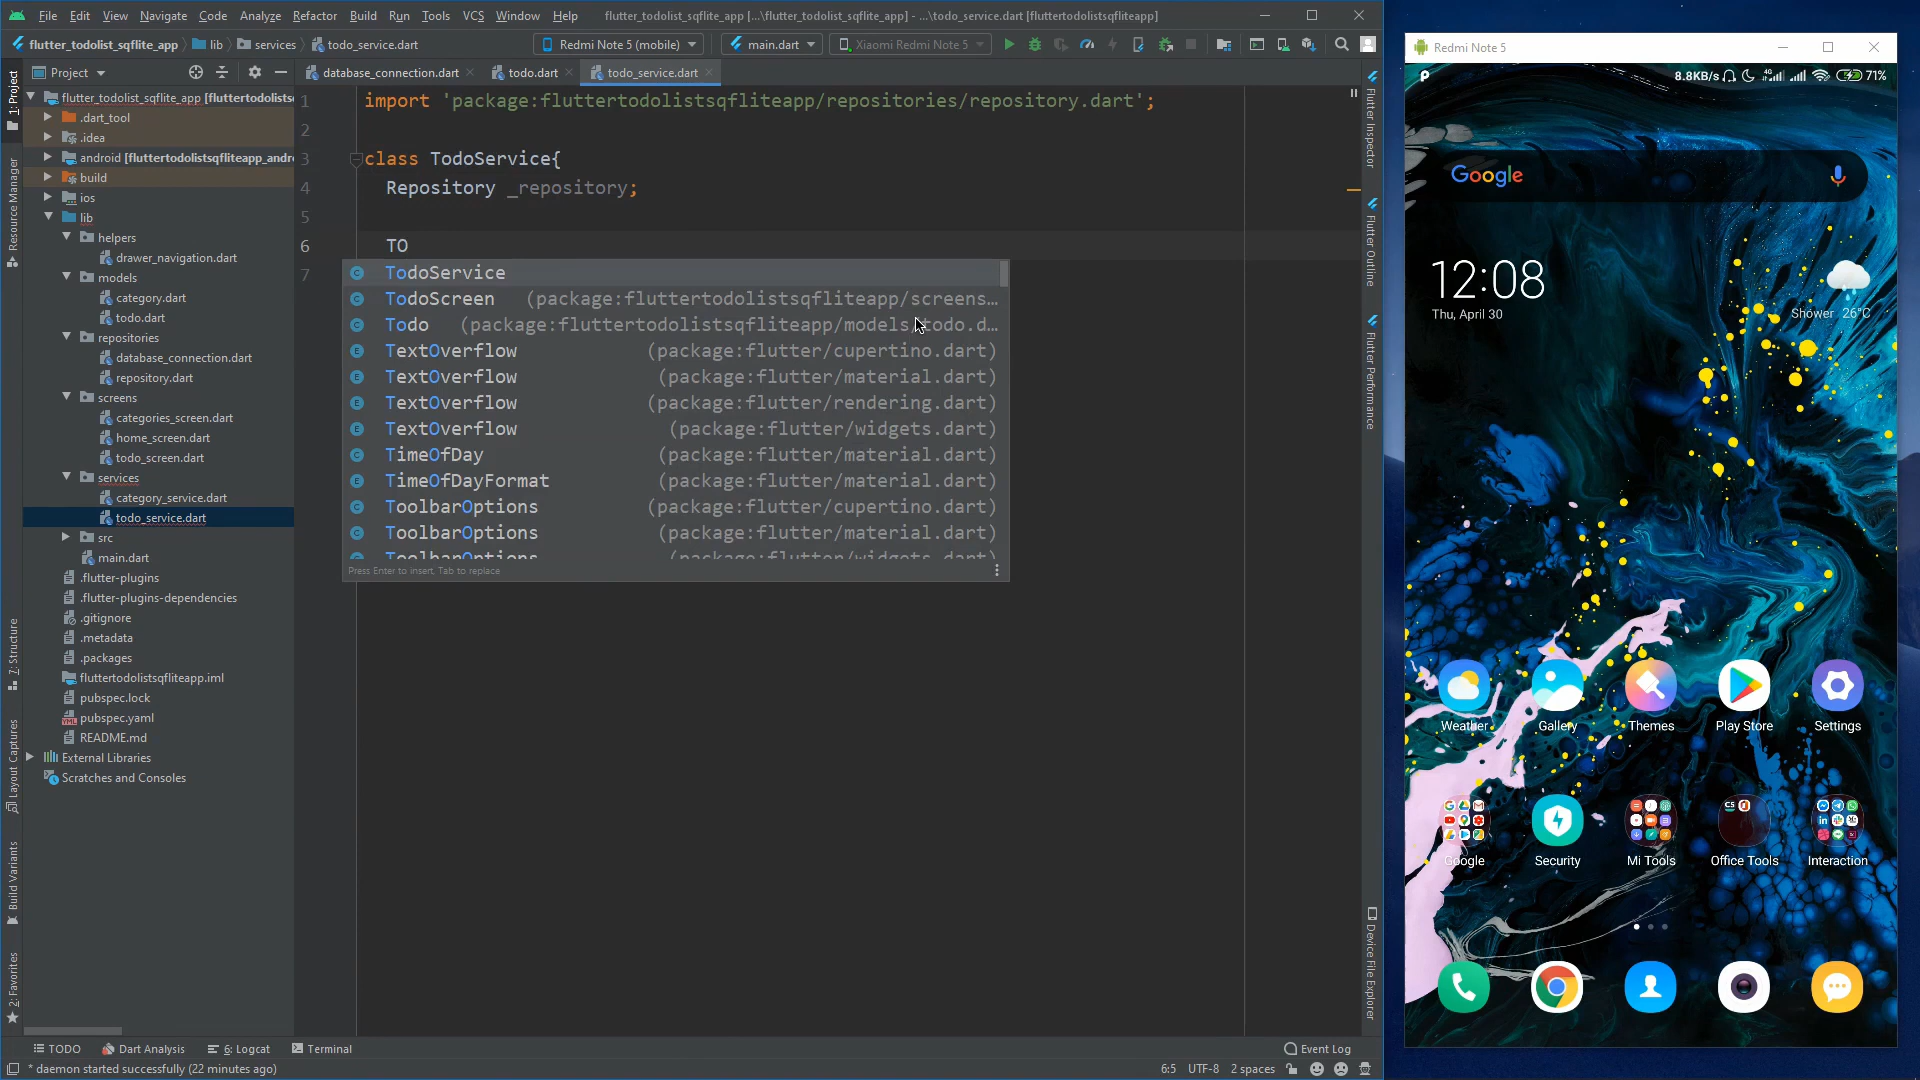 File Edit View Navigate Code Analyze Refactor Build Run Tools VCS Window Help flutter_todolist_sqflite_app [...\flutter_todolist_sqflite_app] - ...\todo_service.dart [fluttertodolistsqfliteapp]
flutter_todolist_sqflite_app lib services todo_service.dart Redmi Note 5 (mobile) main.dart Xiaomi Redmi Note 5
Project database_connection.dart todo.dart todo_service.dart
1: Project
Resource Manager
7: Structure
Layout Captures
Build Variants
2: Favorites
flutter_todolist_sqflite_app [fluttertodolists
.dart_tool
.idea
android [fluttertodolistsqfliteapp_andr
build
ios
lib
helpers
drawer_navigation.dart
models
category.dart
todo.dart
repositories
database_connection.dart
repository.dart
screens
categories_screen.dart
home_screen.dart
todo_screen.dart
services
category_service.dart
todo_service.dart
src
main.dart
.flutter-plugins
.flutter-plugins-dependencies
.gitignore
.metadata
.packages
fluttertodolistsqfliteapp.iml
pubspec.lock
pubspec.yaml
README.md
External Libraries
Scratches and Consoles
1 import 'package:fluttertodolistsqfliteapp/repositories/repository.dart';
2
3 class TodoService{
4 Repository _repository;
5
6 TO
7
TodoService
TodoScreen (package:fluttertodolistsqfliteapp/screens...
Todo (package:fluttertodolistsqfliteapp/models/todo.d...
TextOverflow (package:flutter/cupertino.dart)
TextOverflow (package:flutter/material.dart)
TextOverflow (package:flutter/rendering.dart)
TextOverflow (package:flutter/widgets.dart)
TimeOfDay (package:flutter/material.dart)
TimeOfDayFormat (package:flutter/material.dart)
ToolbarOptions (package:flutter/cupertino.dart)
ToolbarOptions (package:flutter/material.dart)
ToolbarOptions (package:flutter/widgets.dart)
Press Enter to insert, Tab to replace
Flutter Inspector
Flutter Outline
Flutter Performance
Device File Explorer
TODO Dart Analysis 6: Logcat Terminal Event Log
* daemon started successfully (22 minutes ago) 6:5 UTF-8 2 spaces
Redmi Note 5
8.8KB/s 4G 71%
Google
12:08
Thu, April 30
Shower 26°C
Weather Gallery Themes Play Store Settings
Google Security Mi Tools Office Tools Interaction